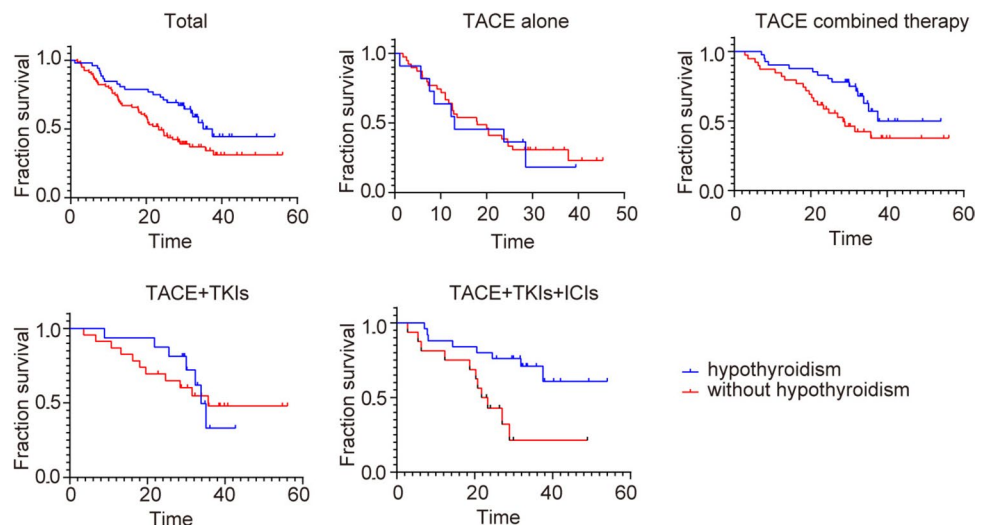 Total
Fraction survival
1.0
0.5
0.0
0 20 40 60
Time
TACE alone
Fraction survival
1.0
0.5
0.0
0 10 20 30 40 50
Time
TACE combined therapy
Fraction survival
1.0
0.5
0.0
0 20 40 60
Time
TACE+TKIs
Fraction survival
1.0
0.5
0.0
0 20 40 60
Time
TACE+TKIs+ICIs
Fraction survival
1.0
0.5
0.0
0 20 40 60
Time
hypothyroidism
without hypothyroidism